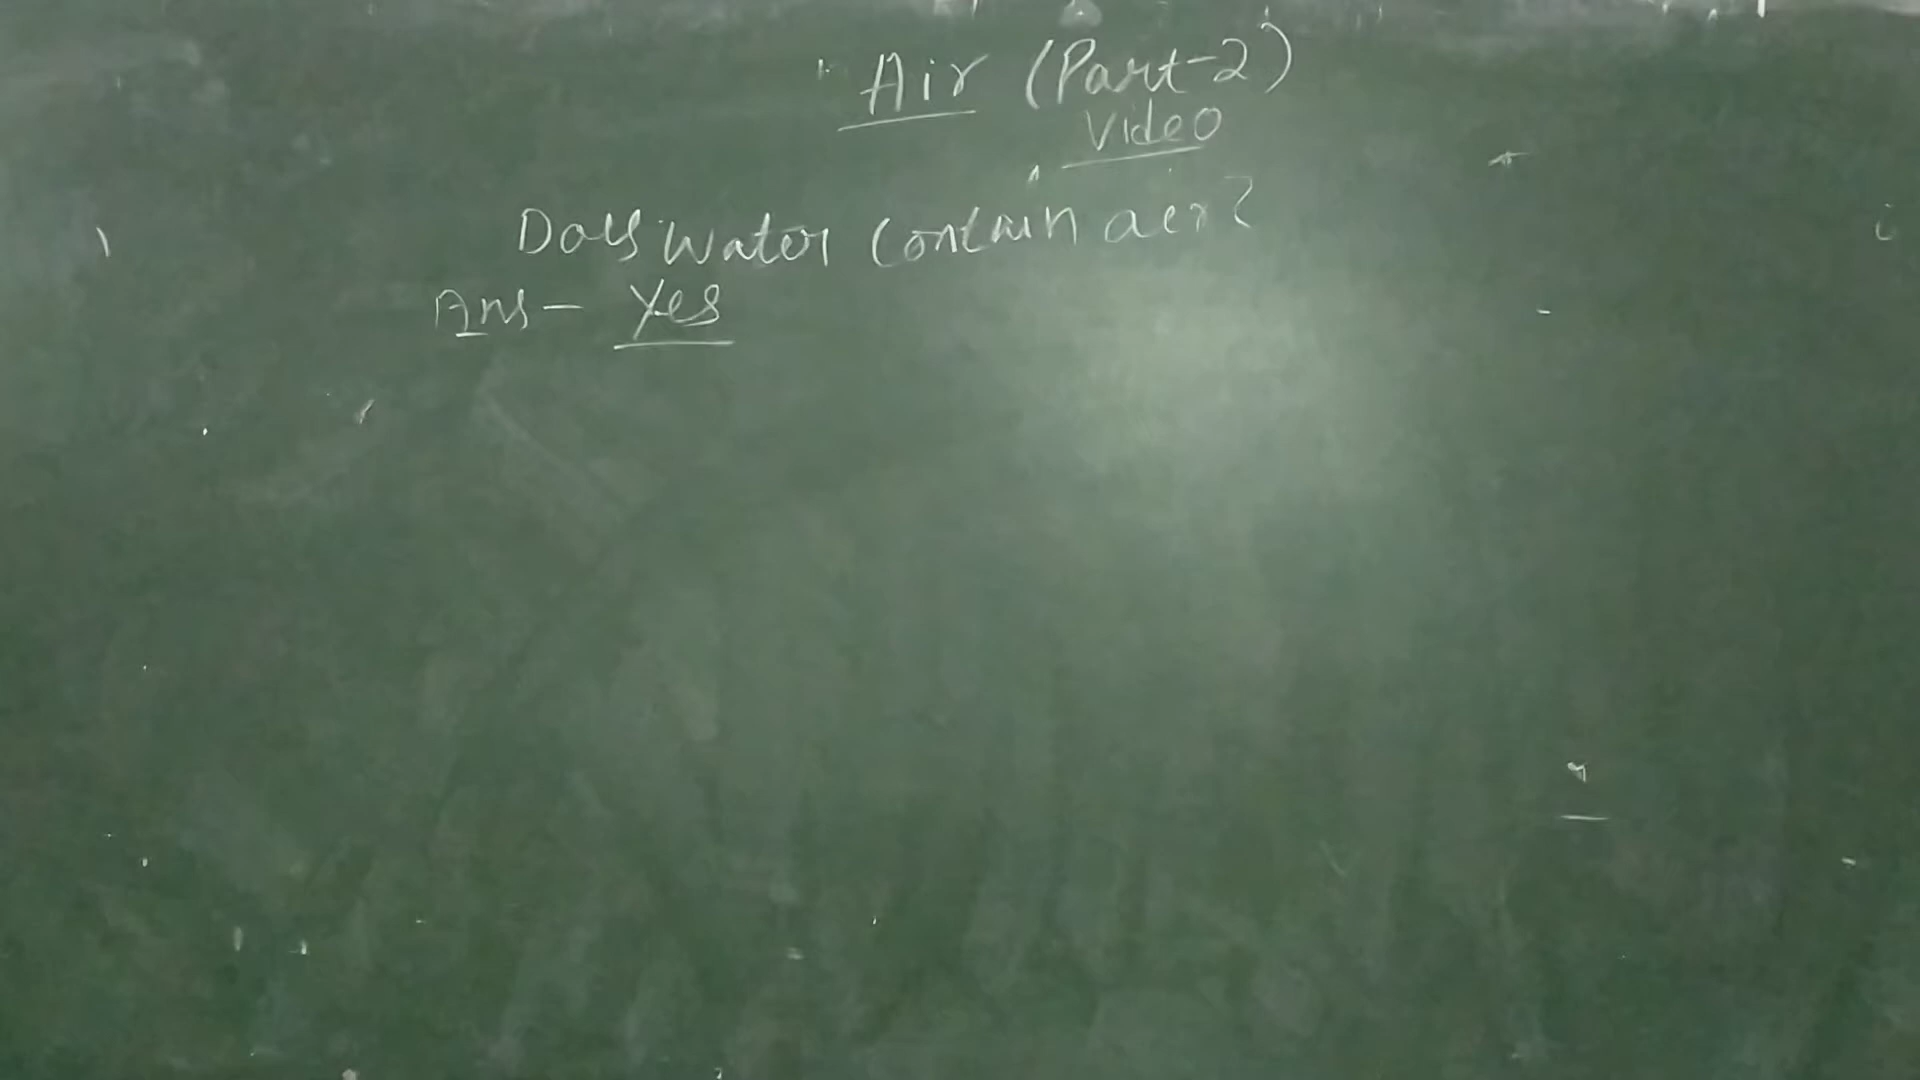 Air (Part-2)
Video
Does Water Contain air?
Ans - Yes